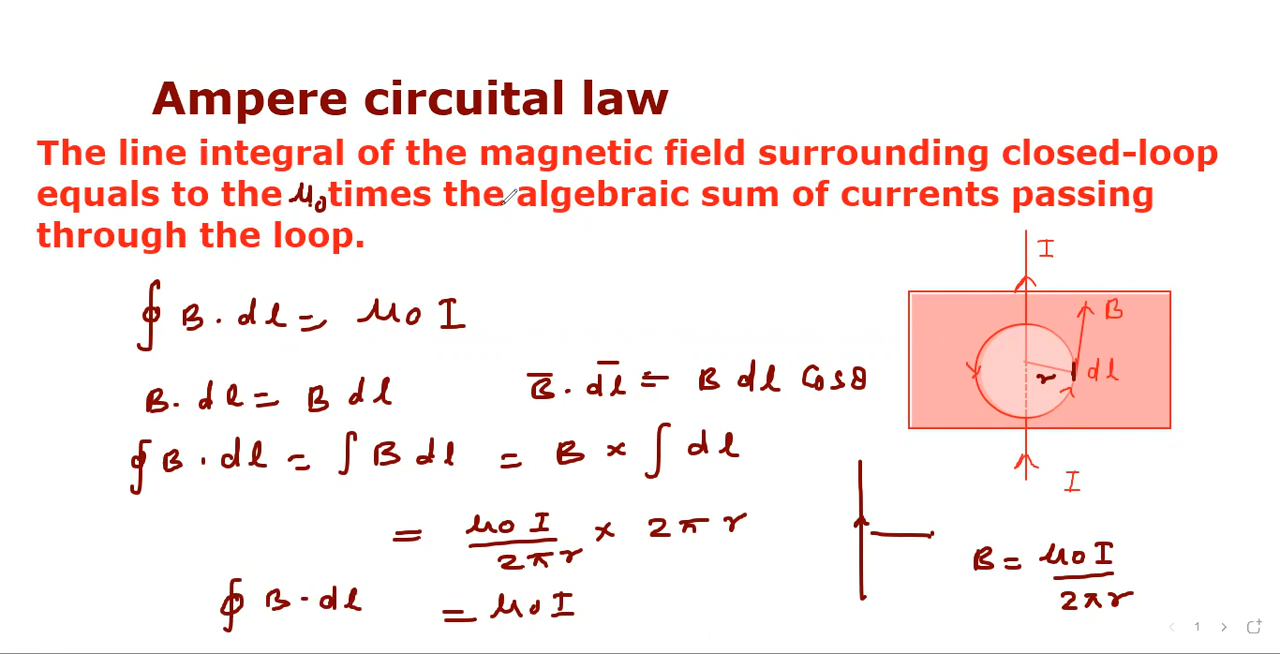 Ampere circuital law
The line integral of the magnetic field surrounding closed-loop
equals to the μ0 times the algebraic sum of currents passing
through the loop.
I
∮ B . dl = μ0 I
B
B. dl = B dl
B̅ . d̅l̅ = B dl Cosθ
r dl
∮ B . dl = ∫ B dl = B × ∫ dl
I
= μ0 I / 2πr × 2πr
B = μ0 I / 2πr
∮ B . dl = μ0 I
1